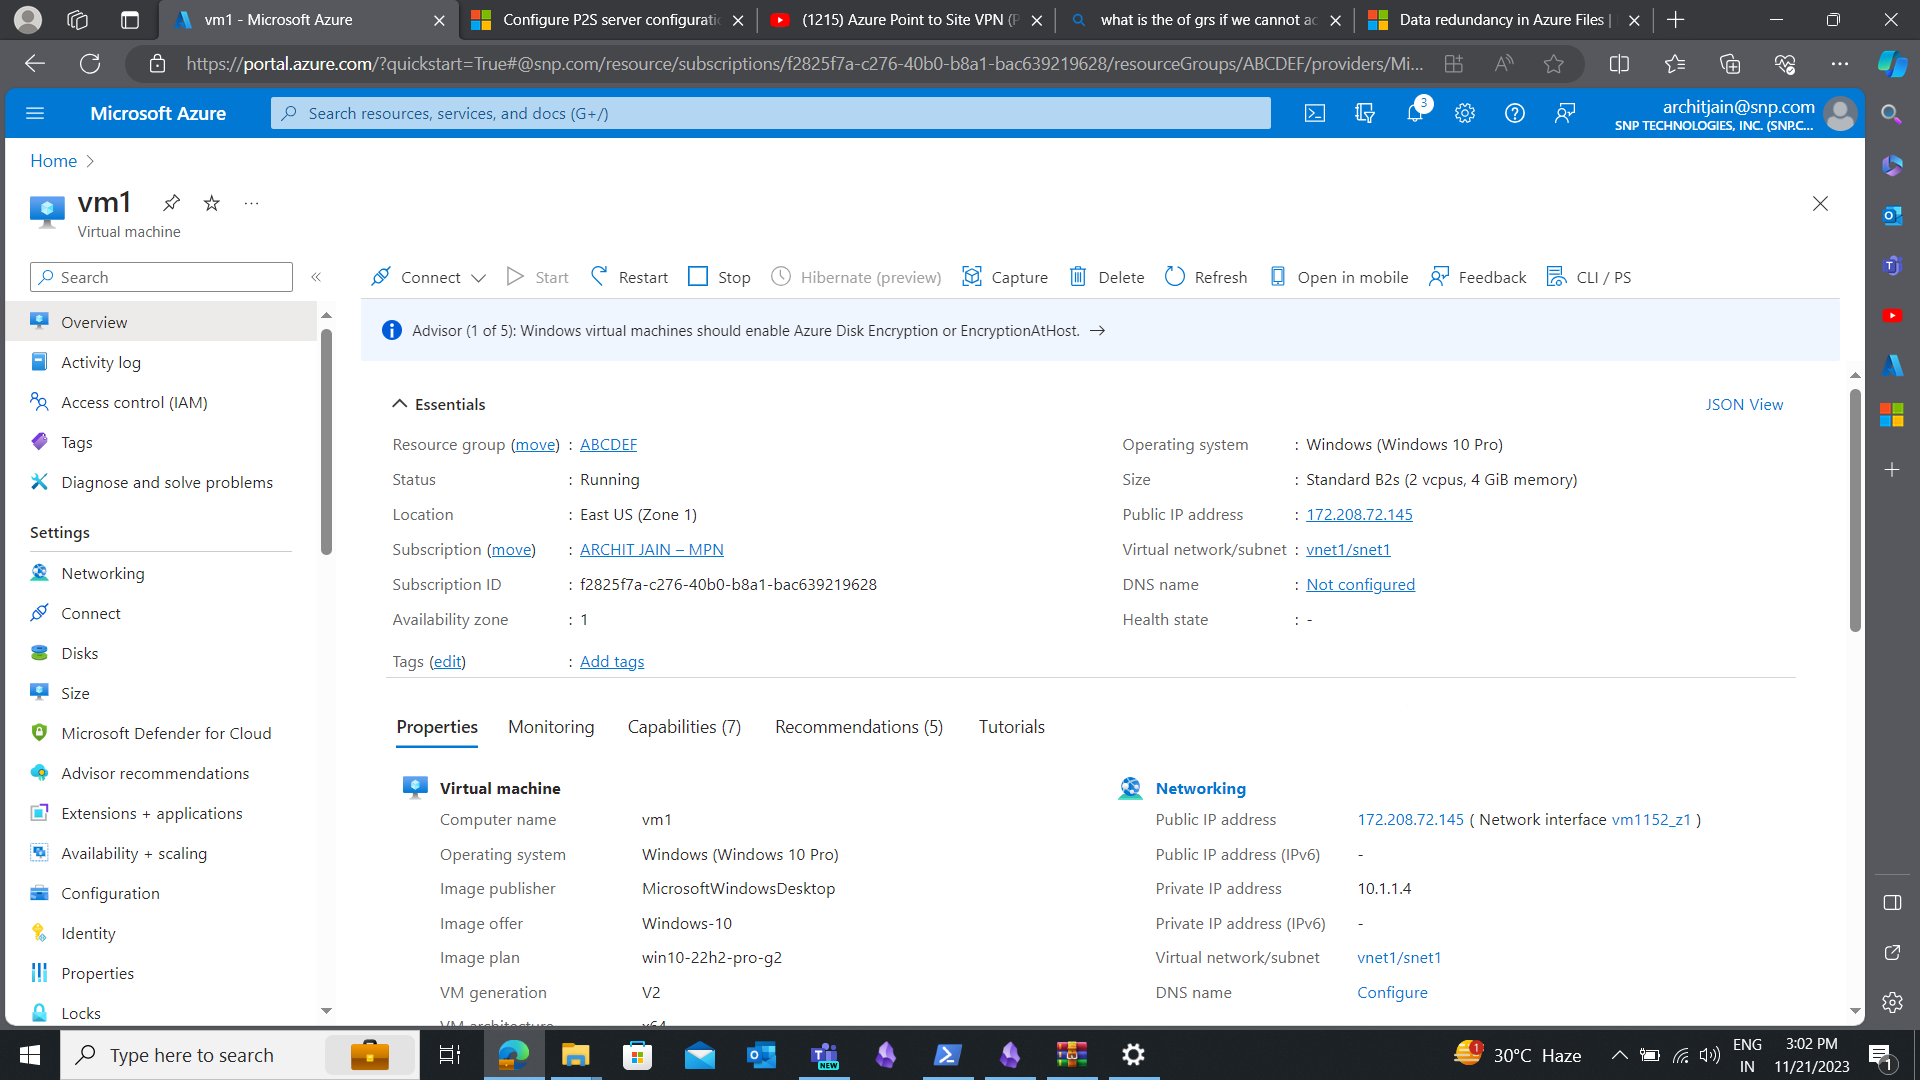 vm1 - Microsoft Azure
Configure P2S server configuratic
(1215) Azure Point to Site VPN (P
what is the of grs if we cannot ac
Data redundancy in Azure Files |
https://portal.azure.com/?quickstart=True#@snp.com/resource/subscriptions/f2825f7a-c276-40b0-b8a1-bac639219628/resourceGroups/ABCDEF/providers/Mi...
Microsoft Azure
Search resources, services, and docs (G+/)
3
architjain@snp.com
SNP TECHNOLOGIES, INC. (SNP.C...
Home
vm1
Virtual machine
Search
Connect
Start
Restart
Stop
Hibernate (preview)
Capture
Delete
Refresh
Open in mobile
Feedback
CLI / PS
Overview
Activity log
Access control (IAM)
Tags
Diagnose and solve problems
Settings
Networking
Connect
Disks
Size
Microsoft Defender for Cloud
Advisor recommendations
Extensions + applications
Availability + scaling
Configuration
Identity
Properties
Locks
Advisor (1 of 5): Windows virtual machines should enable Azure Disk Encryption or EncryptionAtHost.
Essentials
JSON View
Resource group (move) : ABCDEF
Status : Running
Location : East US (Zone 1)
Subscription (move) : ARCHIT JAIN – MPN
Subscription ID : f2825f7a-c276-40b0-b8a1-bac639219628
Availability zone : 1
Tags (edit) : Add tags
Operating system : Windows (Windows 10 Pro)
Size : Standard B2s (2 vcpus, 4 GiB memory)
Public IP address : 172.208.72.145
Virtual network/subnet : vnet1/snet1
DNS name : Not configured
Health state : -
Properties
Monitoring
Capabilities (7)
Recommendations (5)
Tutorials
Virtual machine
Computer name vm1
Operating system Windows (Windows 10 Pro)
Image publisher MicrosoftWindowsDesktop
Image offer Windows-10
Image plan win10-22h2-pro-g2
VM generation V2
VM architecture x64
Networking
Public IP address 172.208.72.145 ( Network interface vm1152_z1 )
Public IP address (IPv6) -
Private IP address 10.1.1.4
Private IP address (IPv6) -
Virtual network/subnet vnet1/snet1
DNS name Configure
Type here to search
NEW
1
30°C Haze
ENG
IN
3:02 PM
11/21/2023
1